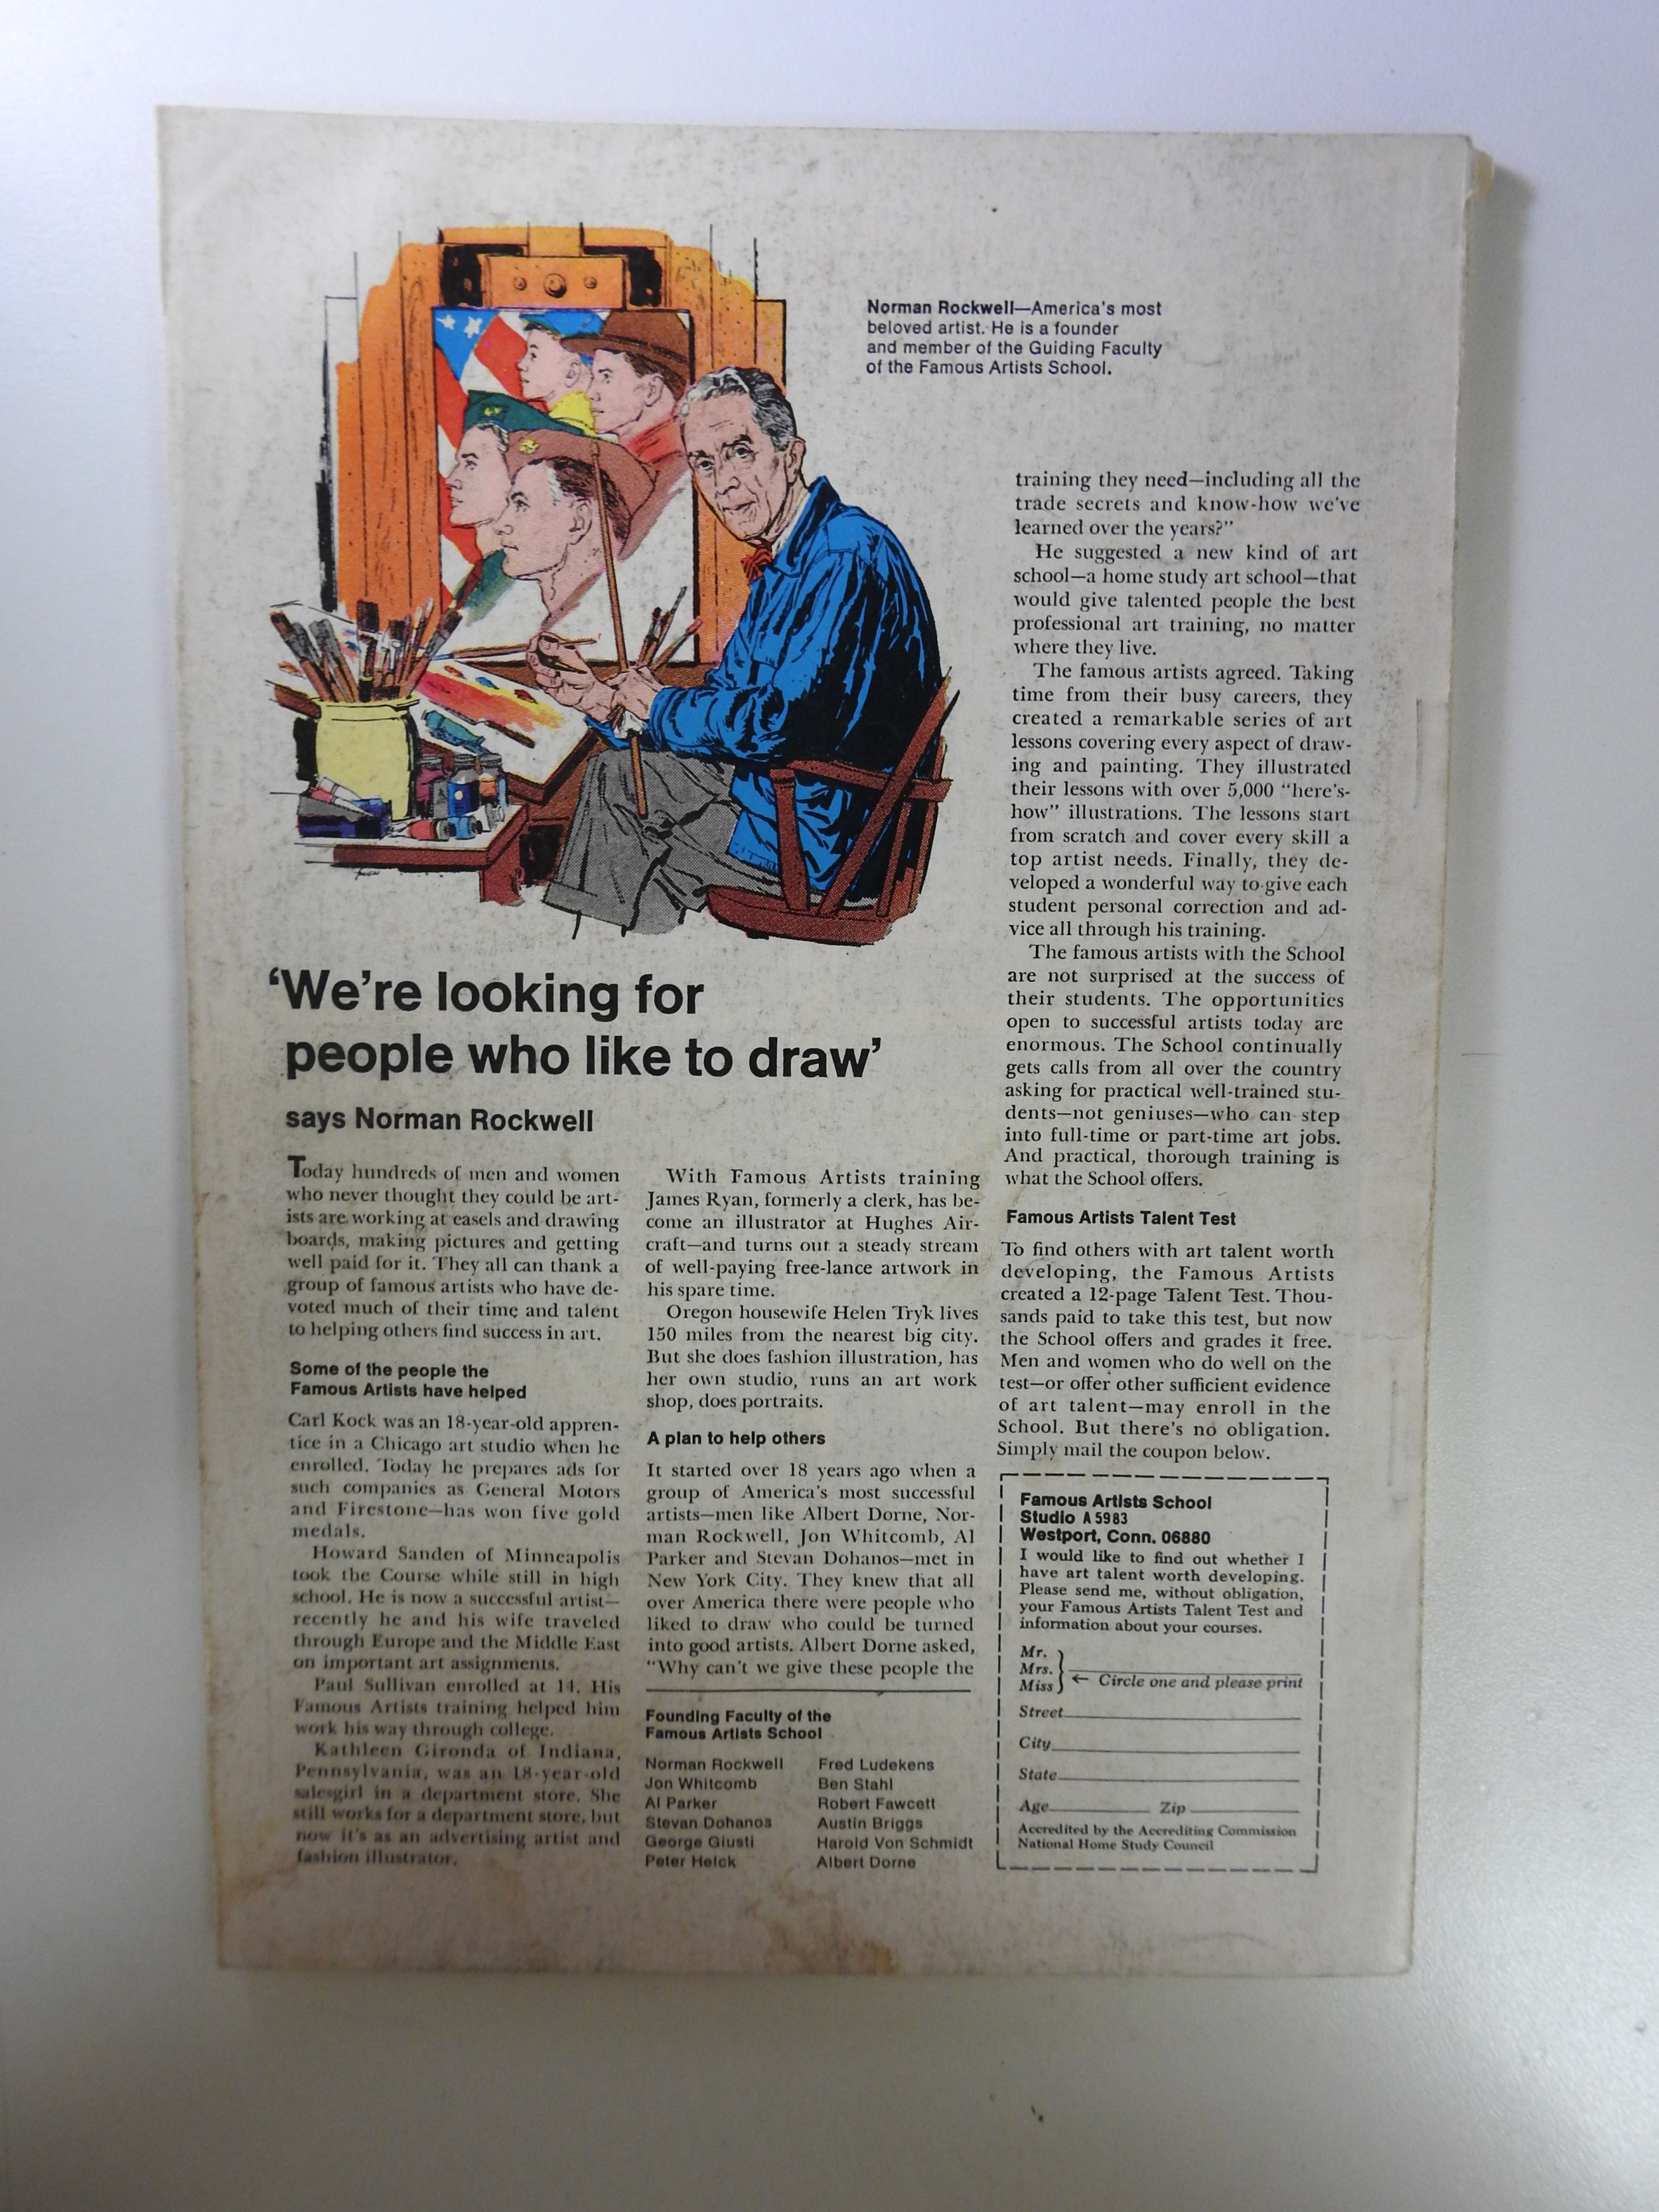 Norman Rockwell—America's most
beloved artist. He is a founder
and member of the Guiding Faculty
of the Famous Artists School.
'We're looking for
people who like to draw'
says Norman Rockwell
Today hundreds of men and women
who never thought they could be art-
ists are working at easels and drawing
boards, making pictures and getting
well paid for it. They all can thank a
group of famous artists who have de-
voted much of their time and talent
to helping others find success in art.
Some of the people the
Famous Artists have helped
Carl Kock was an 18-year-old appren-
tice in a Chicago art studio when he
enrolled. Today he prepares ads for
such companies as General Motors
and Firestone—has won five gold
medals.
Howard Sanden of Minneapolis
took the Course while still in high
school. He is now a successful artist—
recently he and his wife traveled
through Europe and the Middle East
on important art assignments.
Paul Sullivan enrolled at 14. His
Famous Artists training helped him
work his way through college.
Kathleen Gironda of Indiana,
Pennsylvania, was an 18-year-old
salesgirl in a department store. She
still works for a department store, but
now it's as an advertising artist and
fashion illustrator.
With Famous Artists training
James Ryan, formerly a clerk, has be-
come an illustrator at Hughes Air-
craft—and turns out a steady stream
of well-paying free-lance artwork in
his spare time.
Oregon housewife Helen Tryk lives
150 miles from the nearest big city.
But she does fashion illustration, has
her own studio, runs an art work
shop, does portraits.
A plan to help others
It started over 18 years ago when a
group of America's most successful
artists—men like Albert Dorne, Nor-
man Rockwell, Jon Whitcomb, Al
Parker and Stevan Dohanos—met in
New York City. They knew that all
over America there were people who
liked to draw who could be turned
into good artists. Albert Dorne asked,
"Why can't we give these people the
Founding Faculty of the
Famous Artists School
Norman Rockwell
Jon Whitcomb
Al Parker
Stevan Dohanos
George Giusti
Peter Helck
Fred Ludekens
Ben Stahl
Robert Fawcett
Austin Briggs
Harold Von Schmidt
Albert Dorne
training they need—including all the
trade secrets and know-how we've
learned over the years?"
He suggested a new kind of art
school—a home study art school—that
would give talented people the best
professional art training, no matter
where they live.
The famous artists agreed. Taking
time from their busy careers, they
created a remarkable series of art
lessons covering every aspect of draw-
ing and painting. They illustrated
their lessons with over 5,000 "here's-
how" illustrations. The lessons start
from scratch and cover every skill a
top artist needs. Finally, they de-
veloped a wonderful way to give each
student personal correction and ad-
vice all through his training.
The famous artists with the School
are not surprised at the success of
their students. The opportunities
open to successful artists today are
enormous. The School continually
gets calls from all over the country
asking for practical well-trained stu-
dents—not geniuses—who can step
into full-time or part-time art jobs.
And practical, thorough training is
what the School offers.
Famous Artists Talent Test
To find others with art talent worth
developing, the Famous Artists
created a 12-page Talent Test. Thou-
sands paid to take this test, but now
the School offers and grades it free.
Men and women who do well on the
test—or offer other sufficient evidence
of art talent—may enroll in the
School. But there's no obligation.
Simply mail the coupon below.
Famous Artists School
Studio A 5983
Westport, Conn. 06880
I would like to find out whether I
have art talent worth developing.
Please send me, without obligation,
your Famous Artists Talent Test and
information about your courses.
Mr.
Mrs.
Miss
← Circle one and please print
Street
City
State
Age Zip
Accredited by the Accrediting Commission
National Home Study Council